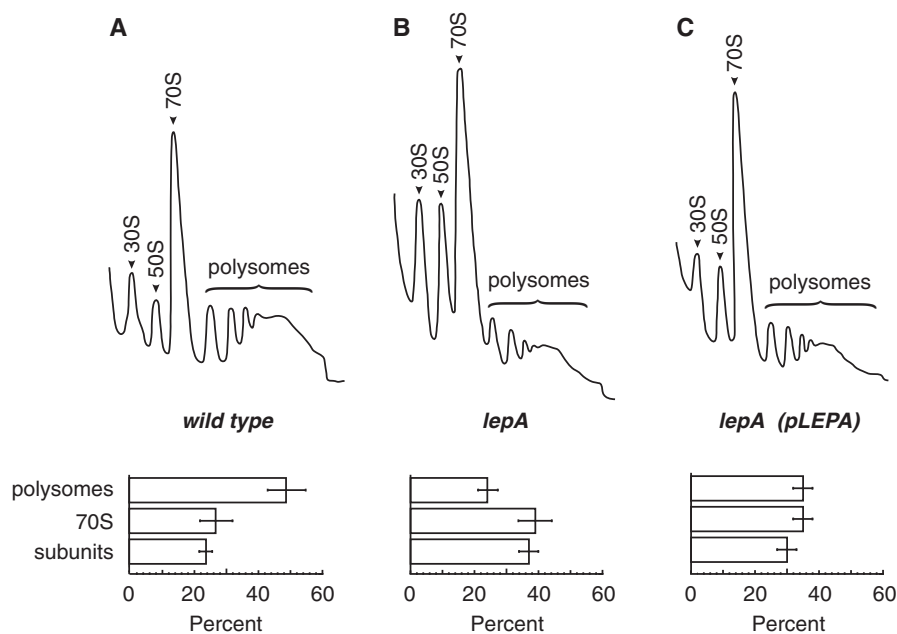 A
30S
50S
70S
polysomes
wild type
B
30S
50S
70S
polysomes
lepA
C
30S
50S
70S
polysomes
lepA (pLEPA)
polysomes
70S
subunits
0 20 40 60
Percent
0 20 40 60
Percent
0 20 40 60
Percent